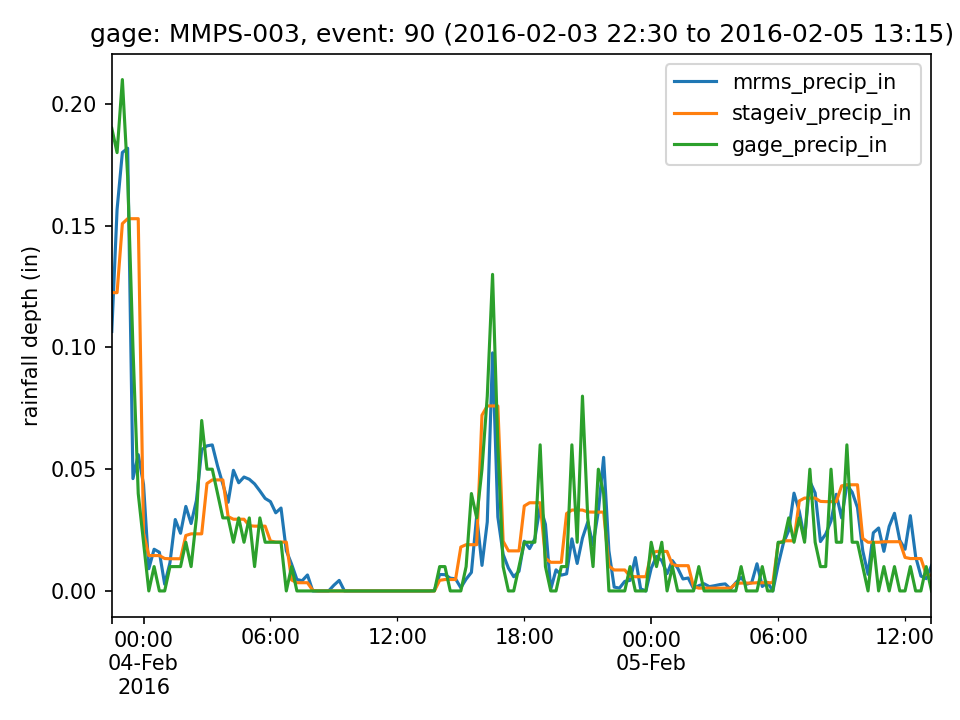 gage: MMPS-003, event: 90 (2016-02-03 22:30 to 2016-02-05 13:15)
mrms_precip_in
stageiv_precip_in
gage_precip_in
rainfall depth (in)
0.20
0.15
0.10
0.05
0.00
00:00 06:00 12:00 18:00 00:00 06:00 12:00
04-Feb 05-Feb
2016